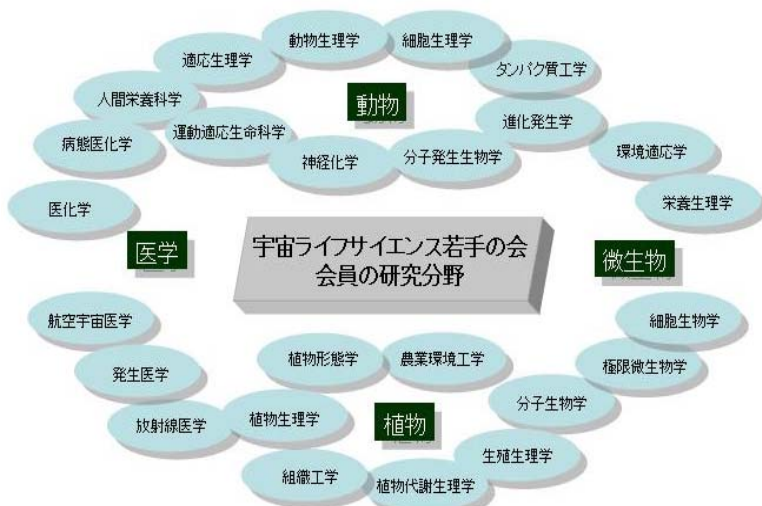 動物生理学
細胞生理学
適応生理学
タンパク質工学
人間栄養科学
動物
進化発生学
病態医化学
運動適応生命科学
神経化学
分子発生生物学
環境適応学
医化学
栄養生理学
医学
宇宙ライフサイエンス若手の会
会員の研究分野
微生物
航空宇宙医学
細胞生物学
植物形態学
農業環境工学
極限微生物学
発生医学
分子生物学
放射線医学
植物生理学
植物
生殖生理学
組織工学
植物代謝生理学